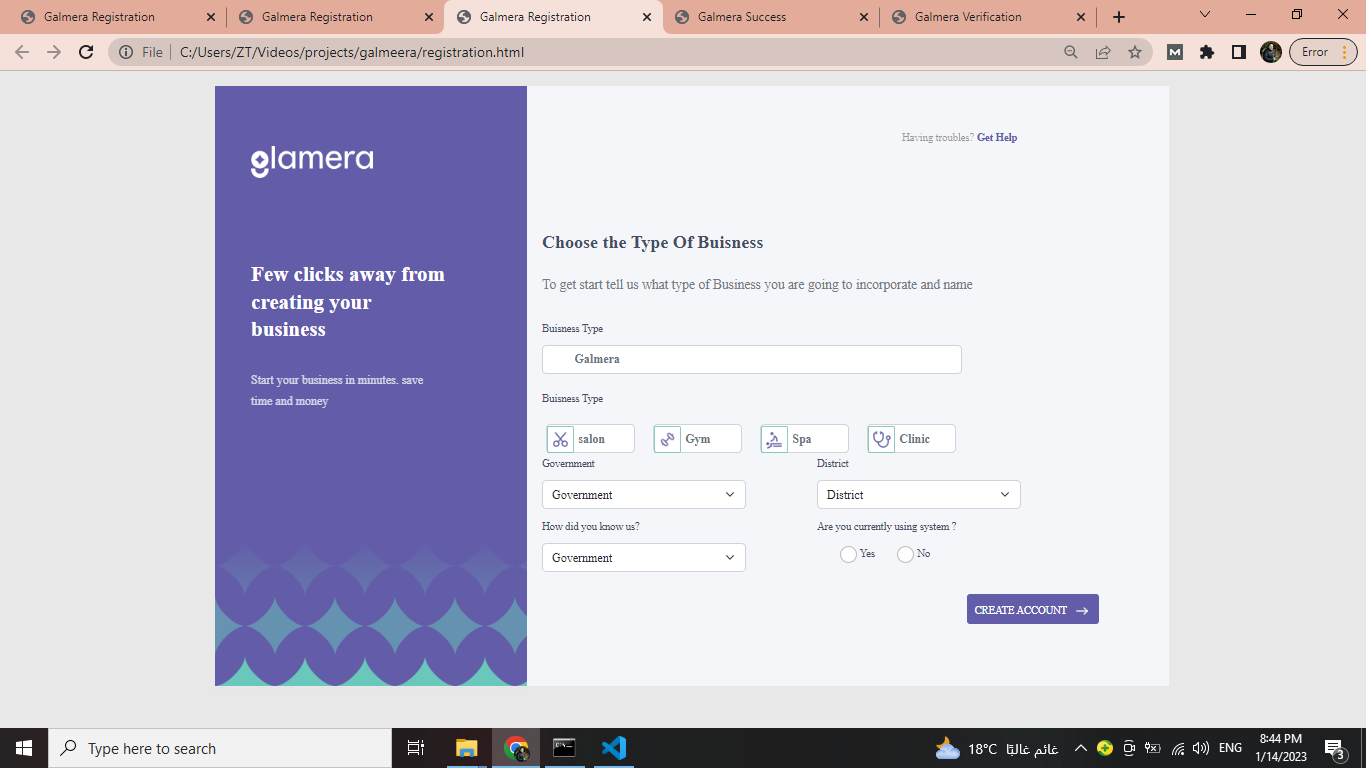 Galmera Registration
Galmera Registration
Galmera Registration
Galmera Success
Galmera Verification
File
C:/Users/ZT/Videos/projects/galmeera/registration.html
M
Error
glamera
Having troubles? Get Help
Few clicks away from
creating your
business
Start your business in minutes. save
time and money
Choose the Type Of Buisness
To get start tell us what type of Business you are going to incorporate and name
Buisness Type
Galmera
Buisness Type
salon
Gym
Spa
Clinic
Government
District
Government
District
How did you know us?
Are you currently using system ?
Government
Yes
No
CREATE ACCOUNT
Type here to search
18°C غائم غالبًا
ENG
8:44 PM
1/14/2023
3